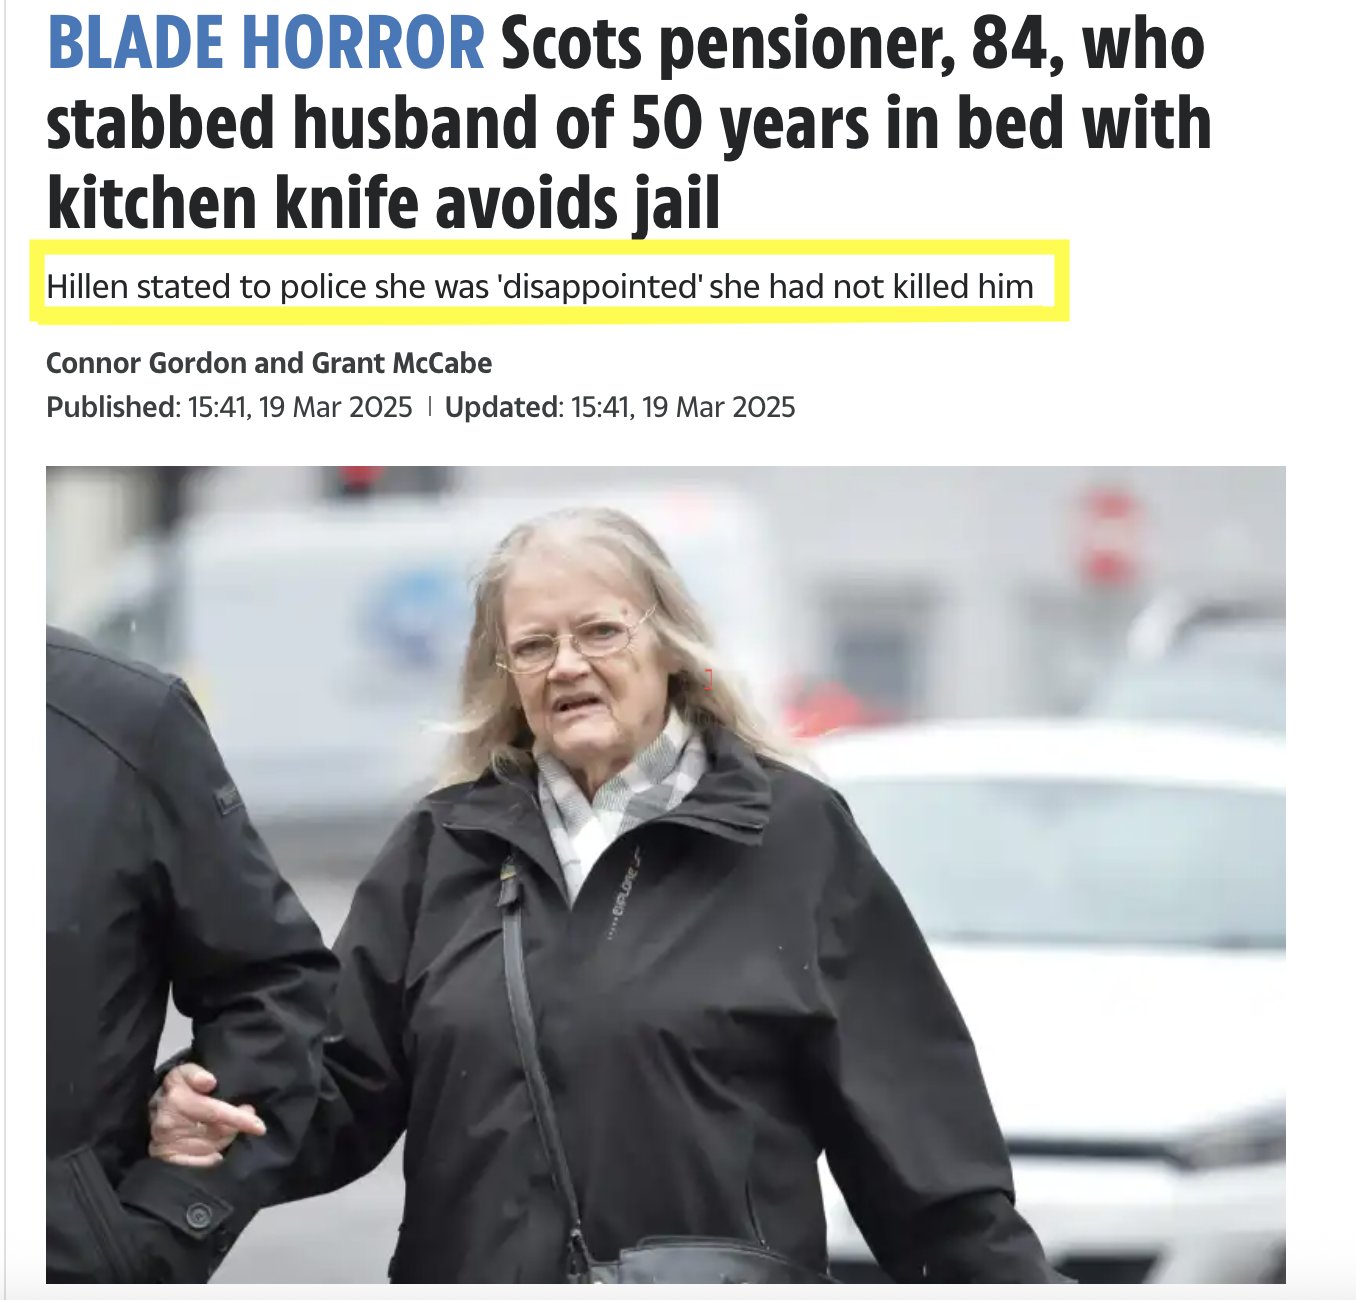 BLADE HORROR Scots pensioner, 84, who
stabbed husband of 50 years in bed with
kitchen knife avoids jail
Hillen stated to police she was 'disappointed' she had not killed him
Connor Gordon and Grant McCabe
Published: 15:41, 19 Mar 2025 | Updated: 15:41, 19 Mar 2025
EXPLORE